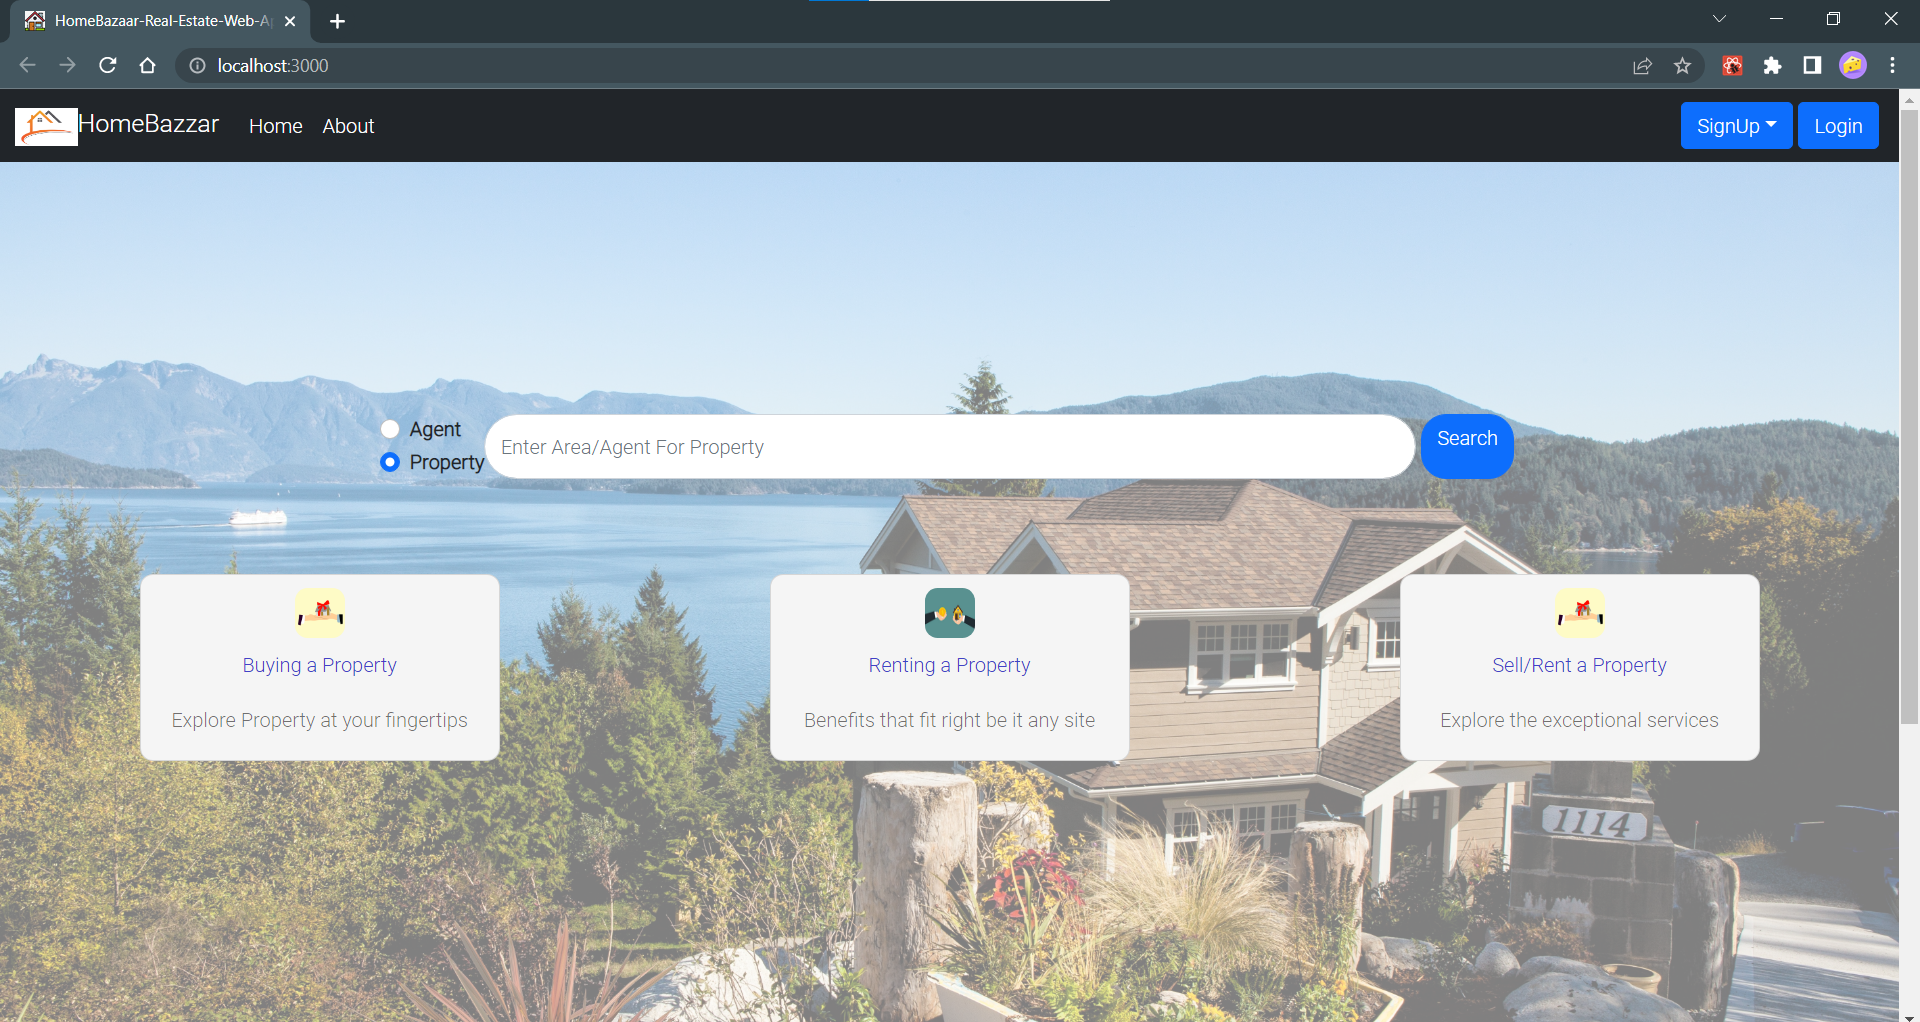 HomeBazaar-Real-Estate-Web-Ap
localhost:3000
HomeBazzar
Home
About
SignUp
Login
Agent
Property
Enter Area/Agent For Property
Search
Buying a Property
Explore Property at your fingertips
Renting a Property
Benefits that fit right be it any site
Sell/Rent a Property
Explore the exceptional services
1114